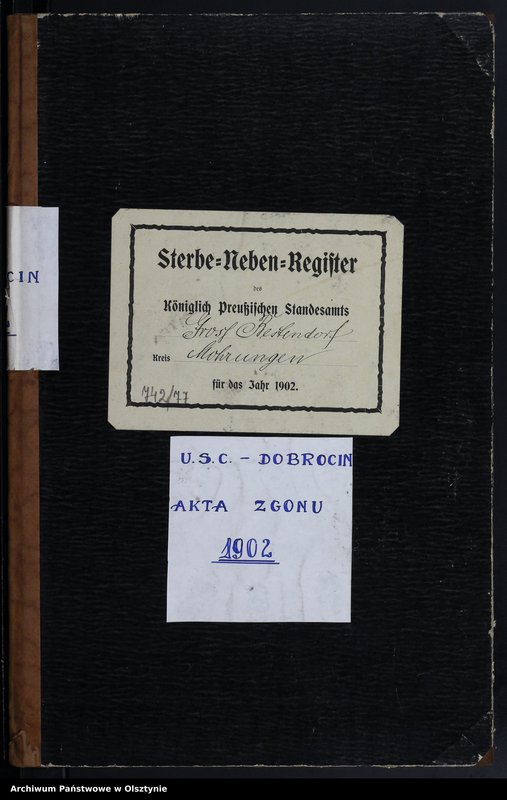 CIN
Sterbe=Neben=Register
des
Königlich Preußischen Standesamts
Gross Bestendorf
Kreis Mohrungen
für das Jahr 1902.
742/77
U.S.C. - DOBROCIN
AKTA ZGONU
1902
Archiwum Państwowe w Olsztynie